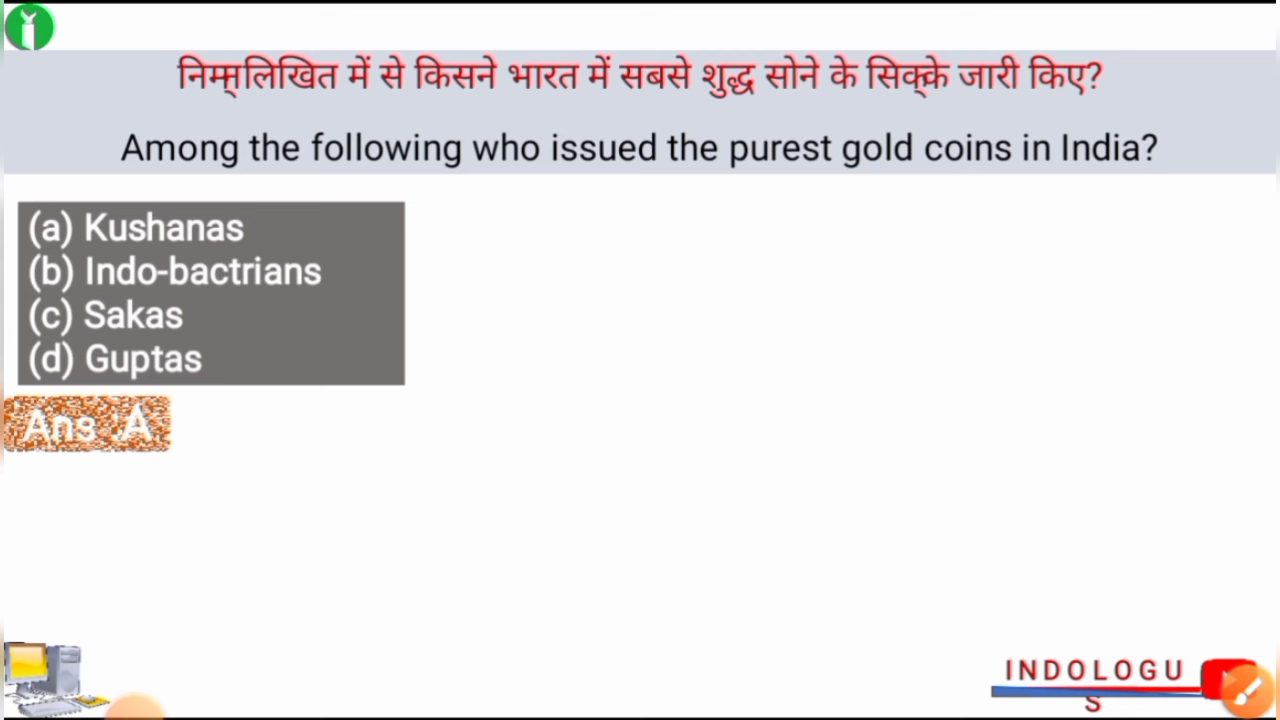 निम्नलिखित में से किसने भारत में सबसे शुद्ध सोने के सिक्के जारी किए?
Among the following who issued the purest gold coins in India?
(a) Kushanas
(b) Indo-bactrians
(c) Sakas
(d) Guptas
Ans :A
INDOLOGU
S